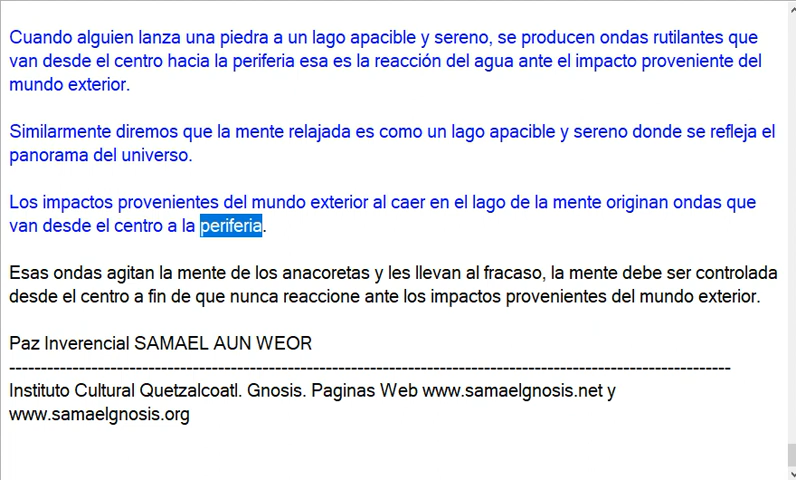 Cuando alguien lanza una piedra a un lago apacible y sereno, se producen ondas rutilantes que
van desde el centro hacia la periferia esa es la reacción del agua ante el impacto proveniente del
mundo exterior.
Similarmente diremos que la mente relajada es como un lago apacible y sereno donde se refleja el
panorama del universo.
Los impactos provenientes del mundo exterior al caer en el lago de la mente originan ondas que
van desde el centro a la periferia.
Esas ondas agitan la mente de los anacoretas y les llevan al fracaso, la mente debe ser controlada
desde el centro a fin de que nunca reaccione ante los impactos provenientes del mundo exterior.
Paz Inverencial SAMAEL AUN WEOR
-------------------------------------------------------------------------------------------------------------------
Instituto Cultural Quetzalcoatl. Gnosis. Paginas Web www.samaelgnosis.net y
www.samaelgnosis.org